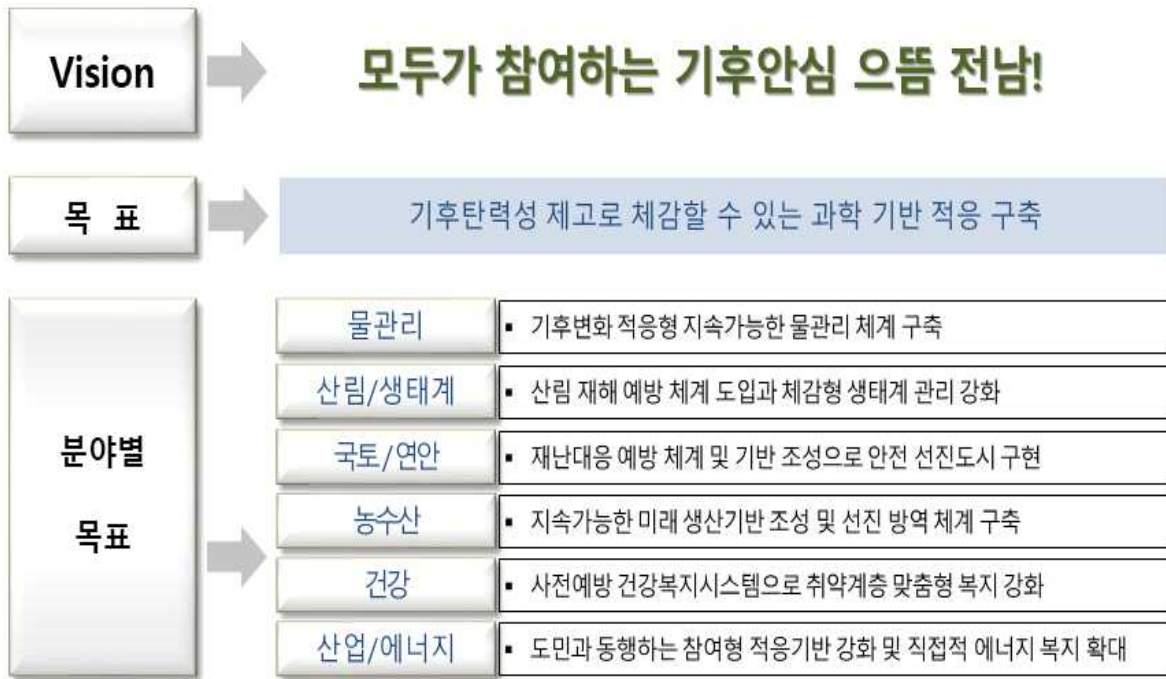 Vision
모두가 참여하는 기후안심 으뜸 전남!
목 표
기후탄력성 제고로 체감할 수 있는 과학 기반 적응 구축
분야별
목표
물관리
▪ 기후변화 적응형 지속가능한 물관리 체계 구축
산림/생태계
▪ 산림 재해 예방 체계 도입과 체감형 생태계 관리 강화
국토/연안
▪ 재난대응 예방 체계 및 기반 조성으로 안전 선진도시 구현
농수산
▪ 지속가능한 미래 생산기반 조성 및 선진 방역 체계 구축
건강
▪ 사전예방 건강복지시스템으로 취약계층 맞춤형 복지 강화
산업/에너지
▪ 도민과 동행하는 참여형 적응기반 강화 및 직접적 에너지 복지 확대